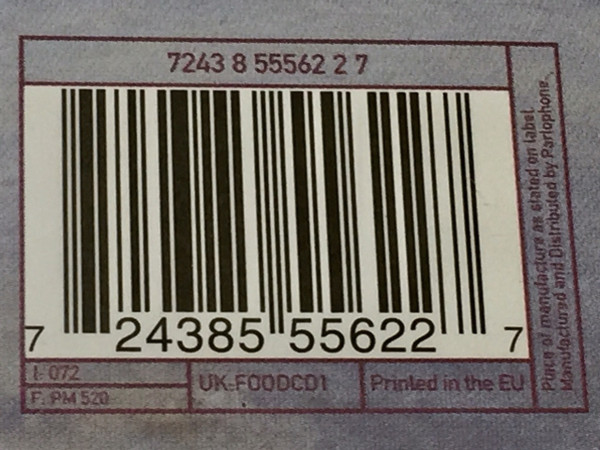 7243 8 55562 2 7
7 24385 55622 7
I: 072
F: PM 520
UK: FOODCD1
Printed in the EU
Place of manufacture as stated on label.
Manufactured and Distributed by Parlophone.